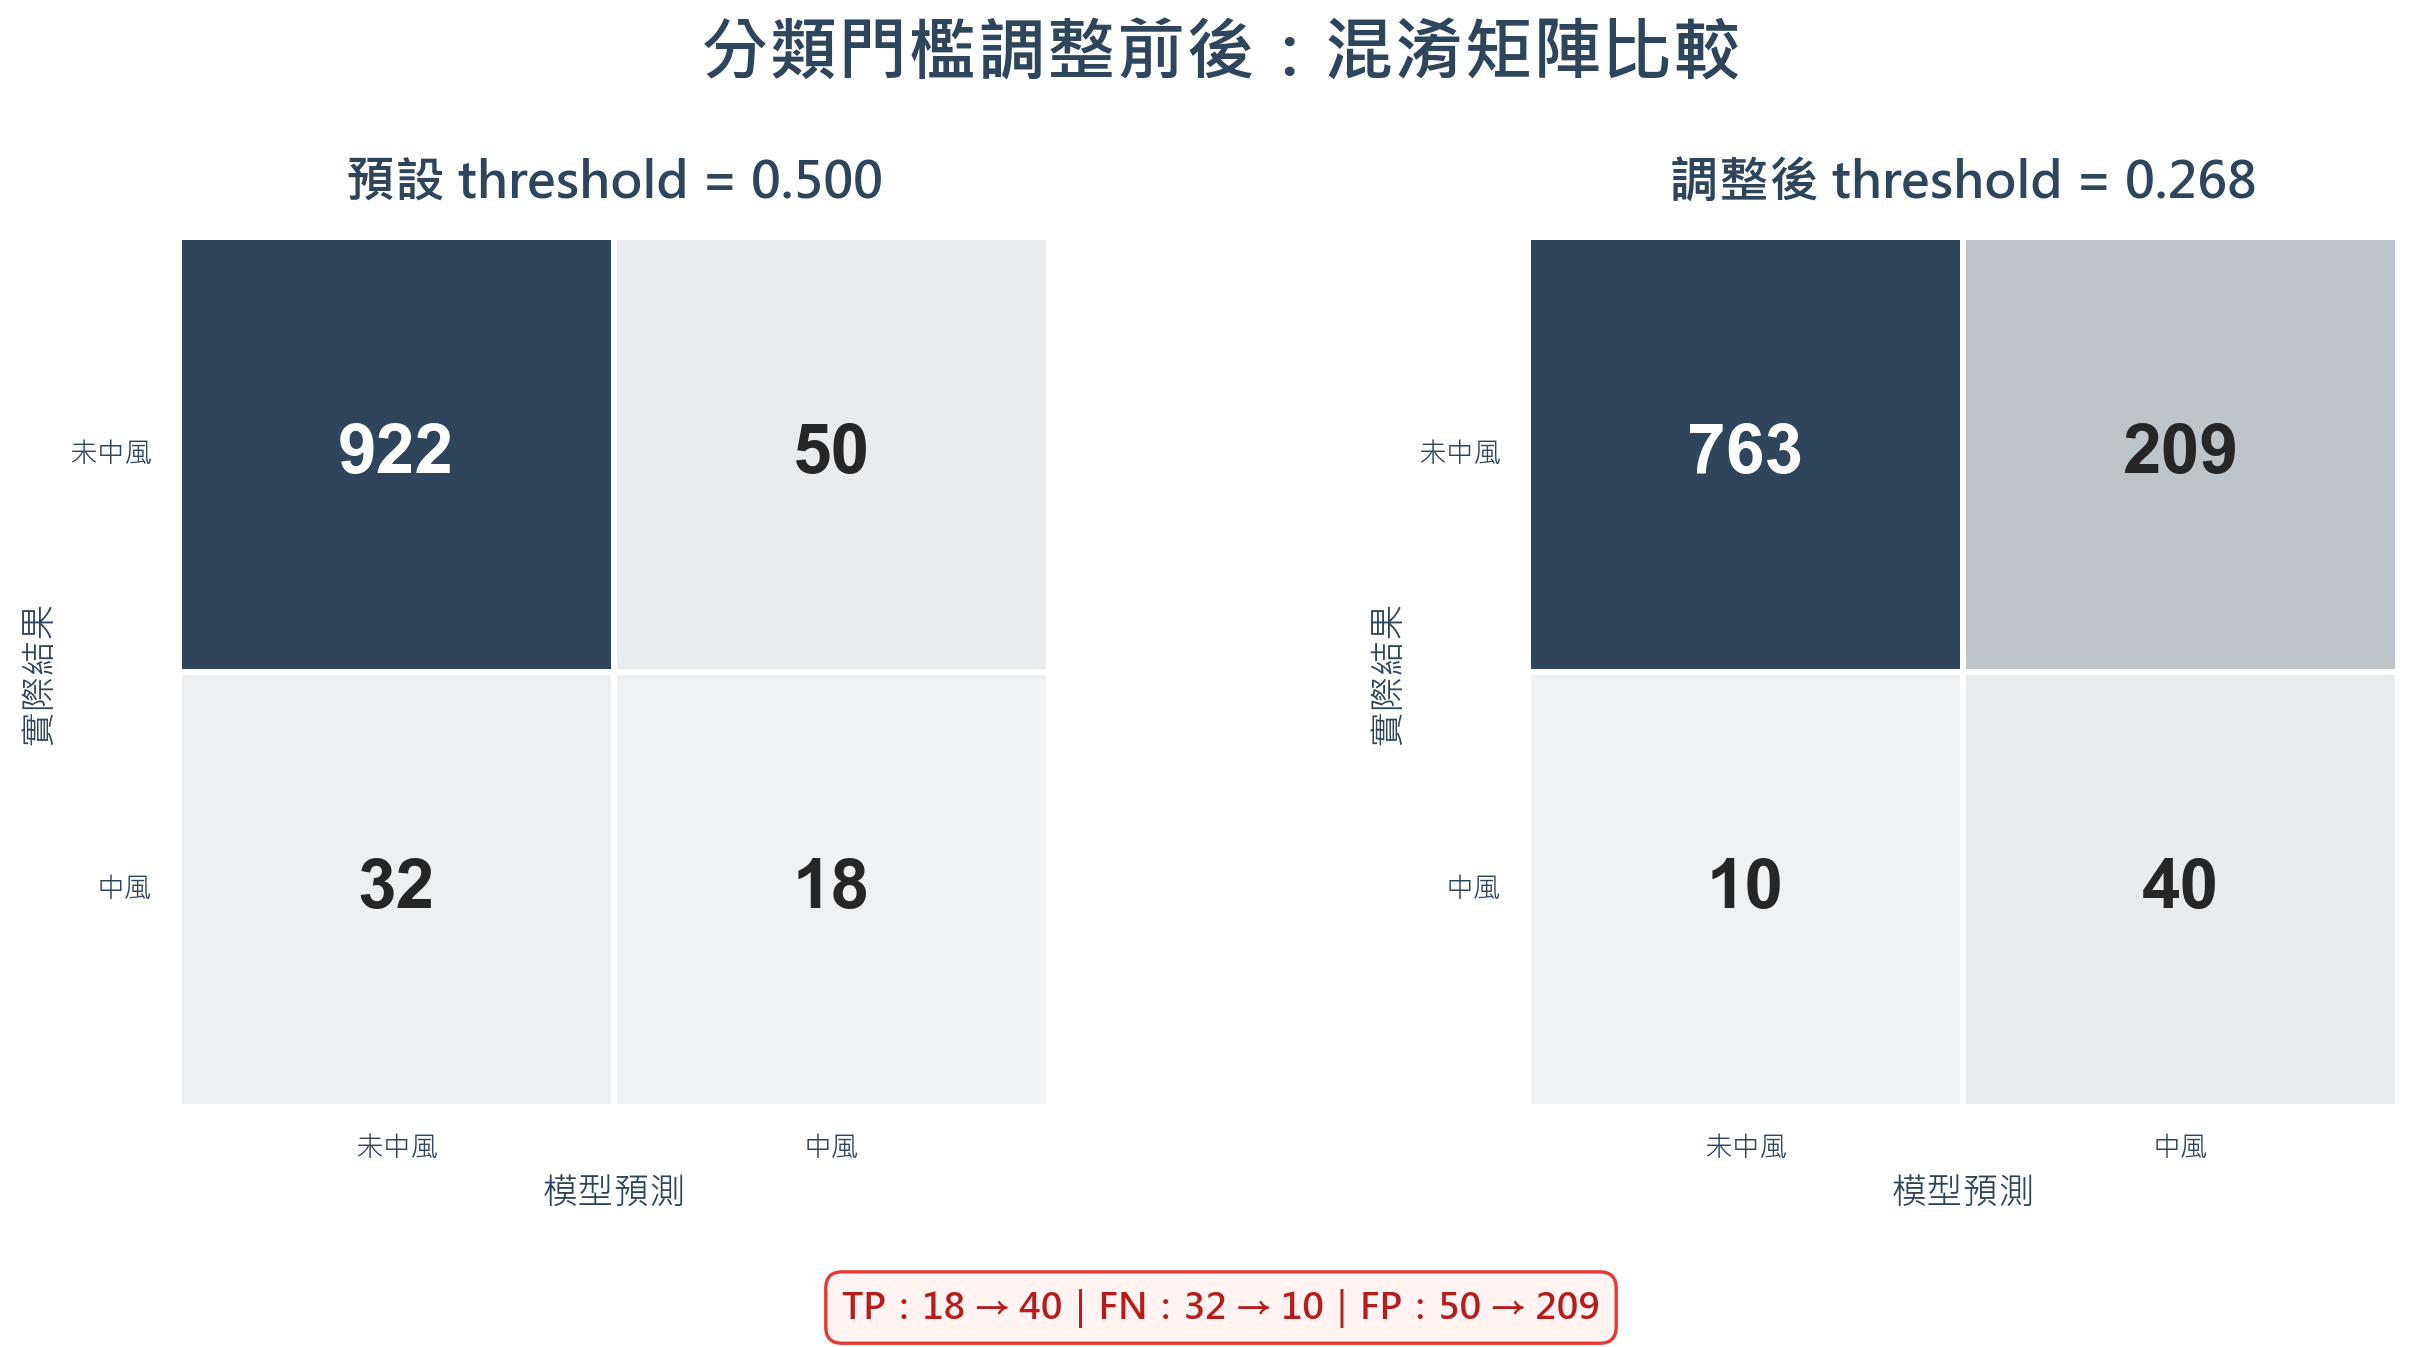 分類門檻調整前後：混淆矩陣比較
預設 threshold = 0.500
未中風
922
50
實際結果
中風
32
18
未中風
中風
模型預測
調整後 threshold = 0.268
未中風
763
209
實際結果
中風
10
40
未中風
中風
模型預測
TP：18 → 40｜FN：32 → 10｜FP：50 → 209